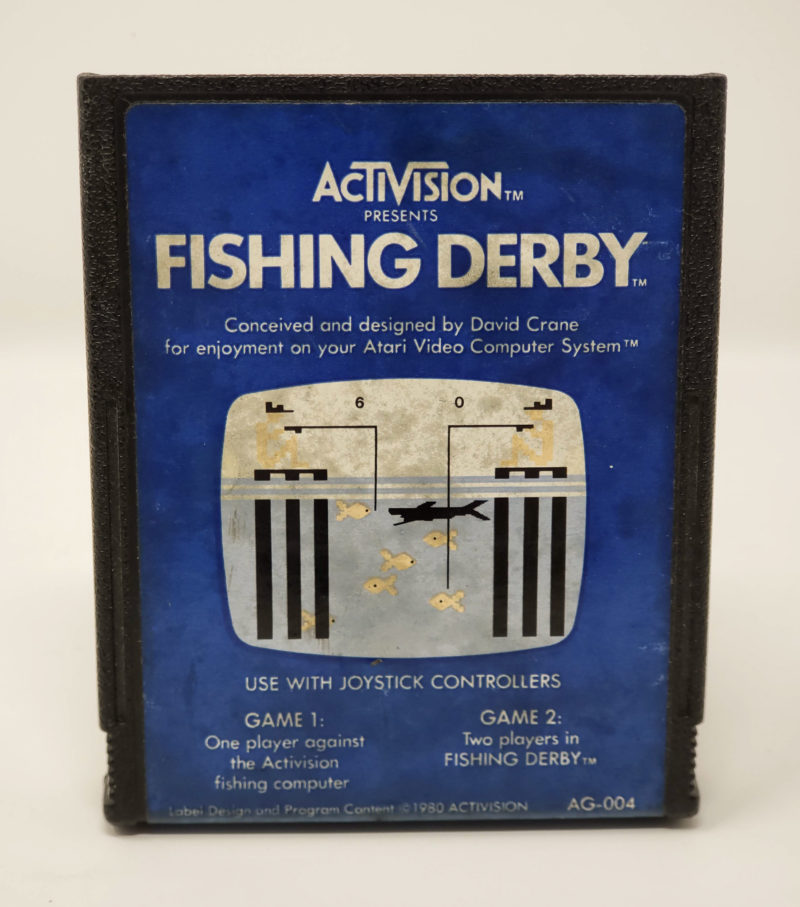 ACTIVISION™
PRESENTS
FISHING DERBY™
Conceived and designed by David Crane
for enjoyment on your Atari Video Computer System™
6 0
USE WITH JOYSTICK CONTROLLERS
GAME 1:
One player against
the Activision
fishing computer
GAME 2:
Two players in
FISHING DERBY™
Label Design and Program Content ©1980 ACTIVISION
AG-004